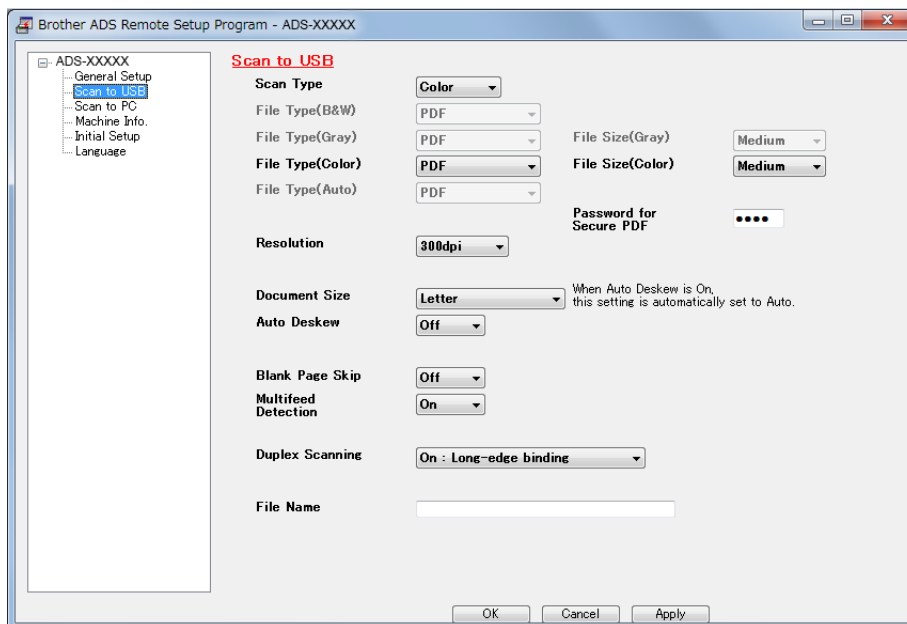 Brother ADS Remote Setup Program - ADS-XXXXX
ADS-XXXXX
General Setup
Scan to USB
Scan to PC
Machine Info.
Initial Setup
Language
Scan to USB
Scan Type
Color
File Type(B&W)
PDF
File Type(Gray)
PDF
File Size(Gray)
Medium
File Type(Color)
PDF
File Size(Color)
Medium
File Type(Auto)
PDF
Password for
Secure PDF
Resolution
300dpi
Document Size
Letter
When Auto Deskew is On,
this setting is automatically set to Auto.
Auto Deskew
Off
Blank Page Skip
Off
Multifeed
Detection
On
Duplex Scanning
On : Long-edge binding
File Name
OK
Cancel
Apply